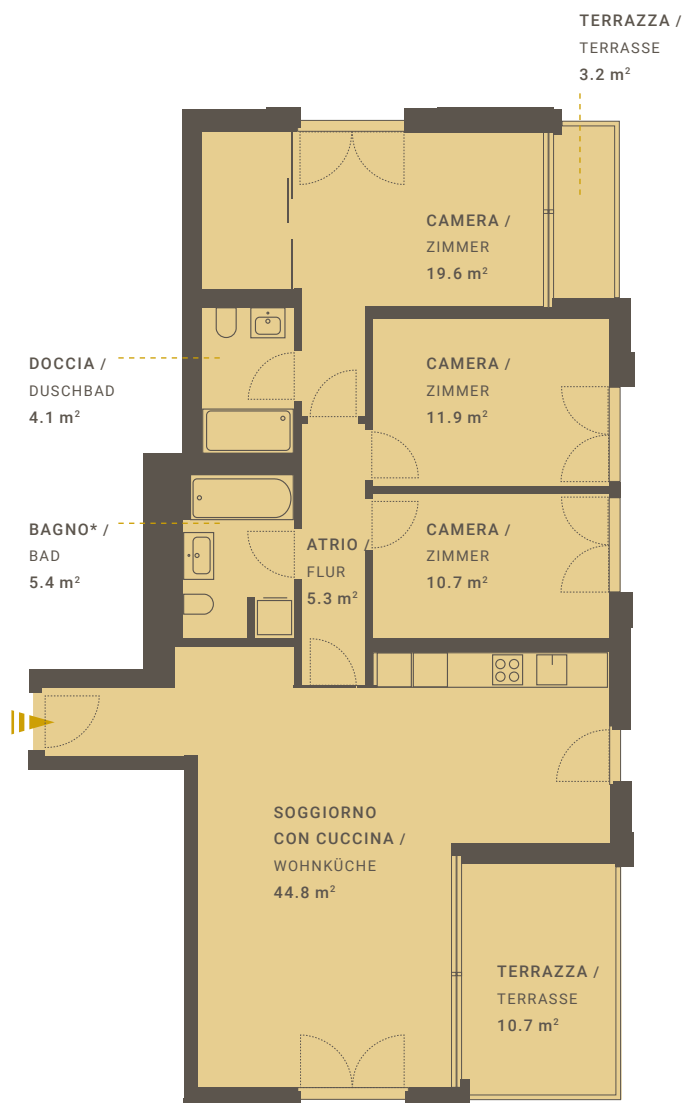 TERRAZZA /
TERRASSE
3.2 m²
CAMERA /
ZIMMER
19.6 m²
DOCCIA /
DUSCHBAD
4.1 m²
CAMERA /
ZIMMER
11.9 m²
BAGNO* /
BAD
5.4 m²
ATRIO /
FLUR
5.3 m²
CAMERA /
ZIMMER
10.7 m²
SOGGIORNO
CON CUCCINA /
WOHNKÜCHE
44.8 m²
TERRAZZA /
TERRASSE
10.7 m²